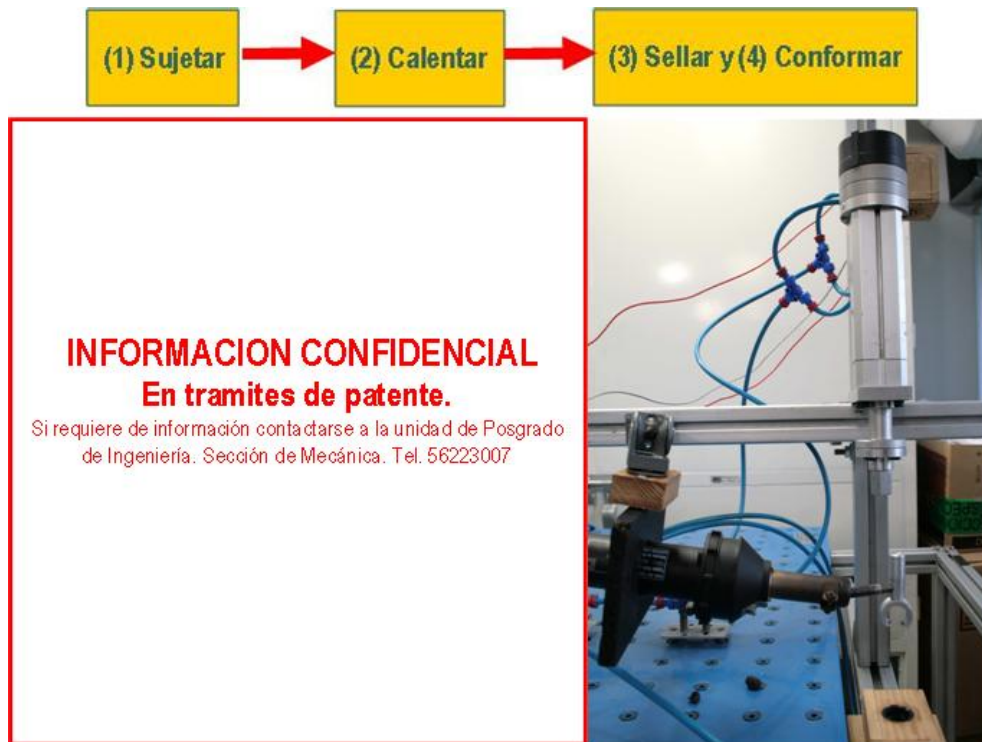 (1) Sujetar
(2) Calentar
(3) Sellar y (4) Conformar
INFORMACION CONFIDENCIAL
En tramites de patente.
Si requiere de información contactarse a la unidad de Posgrado
de Ingeniería. Sección de Mecánica. Tel. 56223007